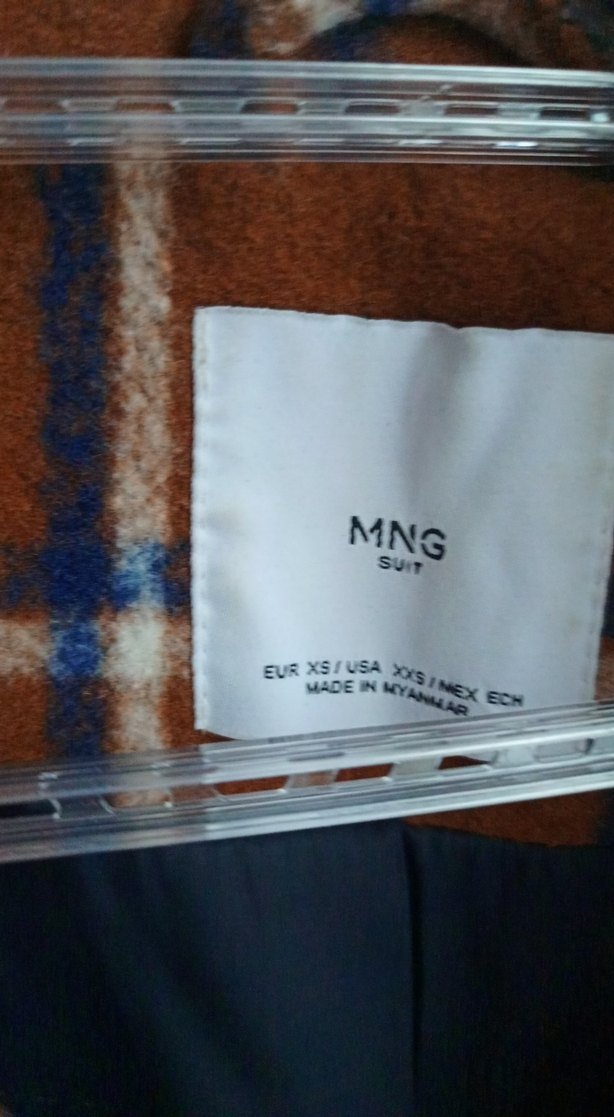 MNG
SUIT
EUR XS / USA XXS / MEX ECH
MADE IN MYANMAR